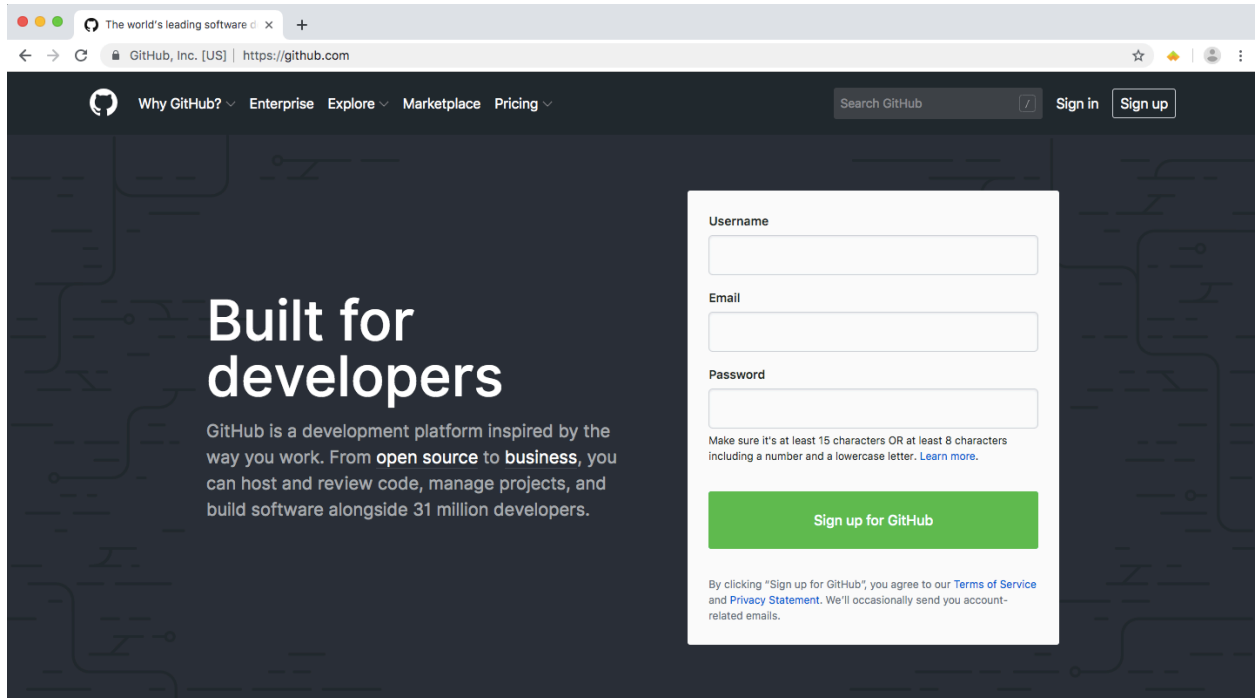 The world's leading software d
GitHub, Inc. [US] | https://github.com
Why GitHub? Enterprise Explore Marketplace Pricing
Search GitHub /
Sign in Sign up
Built for
developers
GitHub is a development platform inspired by the
way you work. From open source to business, you
can host and review code, manage projects, and
build software alongside 31 million developers.
Username
Email
Password
Make sure it's at least 15 characters OR at least 8 characters
including a number and a lowercase letter. Learn more.
Sign up for GitHub
By clicking “Sign up for GitHub”, you agree to our Terms of Service
and Privacy Statement. We'll occasionally send you account-
related emails.